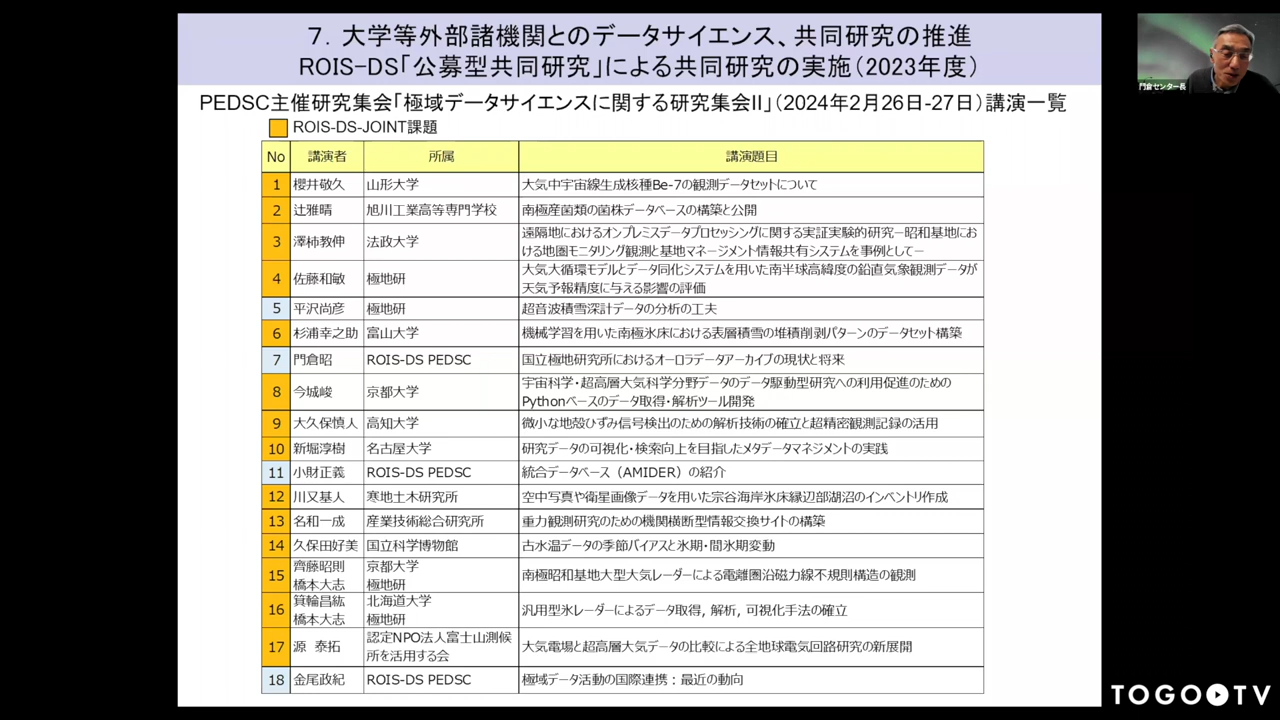 ７．大学等外部諸機関とのデータサイエンス、共同研究の推進
ROIS-DS「公募型共同研究」による共同研究の実施（2023年度）
PEDSC主催研究集会「極域データサイエンスに関する研究集会II」（2024年2月26日-27日）講演一覧
ROIS-DS-JOINT課題
No 講演者 所属 講演題目
1 櫻井敬久 山形大学 大気中宇宙線生成核種Be-7の観測データセットについて
2 辻雅晴 旭川工業高等専門学校 南極産菌類の菌株データベースの構築と公開
3 澤柿教伸 法政大学 遠隔地におけるオンプレミスデータプロセッシングに関する実証実験的研究－昭和基地にお
ける地圏モニタリング観測と基地マネージメント情報共有システムを事例として－
4 佐藤和敏 極地研 大気大循環モデルとデータ同化システムを用いた南半球高緯度の鉛直気象観測データが
天気予報精度に与える影響の評価
5 平沢尚彦 極地研 超音波積雪深計データの分析の工夫
6 杉浦幸之助 富山大学 機械学習を用いた南極氷床における表層積雪の堆積削剥パターンのデータセット構築
7 門倉昭 ROIS-DS PEDSC 国立極地研究所におけるオーロラデータアーカイブの現状と将来
8 今城峻 京都大学 宇宙科学・超高層大気科学分野データのデータ駆動型研究への利用促進のための
Pythonベースのデータ取得・解析ツール開発
9 大久保慎人 高知大学 微小な地殻ひずみ信号検出のための解析技術の確立と超精密観測記録の活用
10 新堀淳樹 名古屋大学 研究データの可視化・検索向上を目指したメタデータマネジメントの実践
11 小財正義 ROIS-DS PEDSC 統合データベース（AMIDER）の紹介
12 川又基人 寒地土木研究所 空中写真や衛星画像データを用いた宗谷海岸氷床縁辺部湖沼のインベントリ作成
13 名和一成 産業技術総合研究所 重力観測研究のための機関横断型情報交換サイトの構築
14 久保田好美 国立科学博物館 古水温データの季節バイアスと氷期・間氷期変動
15 齊藤昭則 京都大学 南極昭和基地大型大気レーダーによる電離圏沿磁力線不規則構造の観測
橋本大志 極地研
16 箕輪昌紘 北海道大学 汎用型氷レーダーによるデータ取得, 解析, 可視化手法の確立
橋本大志 極地研
17 源 泰拓 認定NPO法人富士山測候 大気電場と超高層大気データの比較による全地球電気回路研究の新展開
所を活用する会
18 金尾政紀 ROIS-DS PEDSC 極域データ活動の国際連携：最近の動向
門倉センター長
TOGO TV